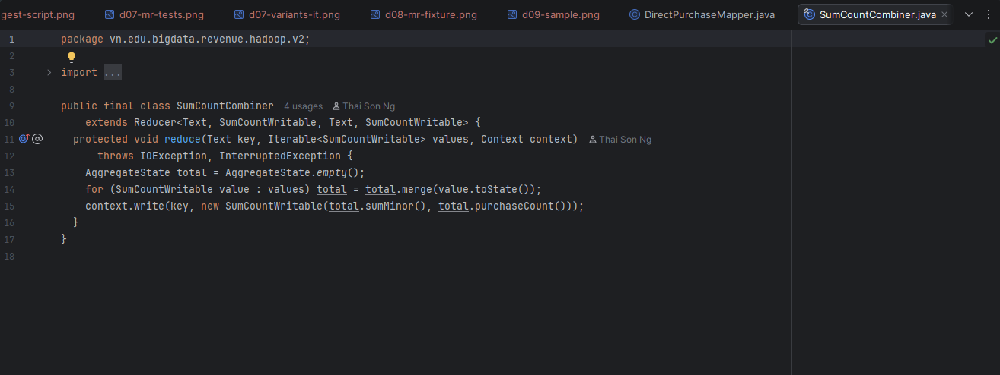 gest-script.png d07-mr-tests.png d07-variants-it.png d08-mr-fixture.png d09-sample.png DirectPurchaseMapper.java SumCountCombiner.java
1 package vn.edu.bigdata.revenue.hadoop.v2;
2
3 import ...
8
9 public final class SumCountCombiner 4 usages Thai Son Ng
10 extends Reducer<Text, SumCountWritable, Text, SumCountWritable> {
11 protected void reduce(Text key, Iterable<SumCountWritable> values, Context context) Thai Son Ng
12 throws IOException, InterruptedException {
13 AggregateState total = AggregateState.empty();
14 for (SumCountWritable value : values) total = total.merge(value.toState());
15 context.write(key, new SumCountWritable(total.sumMinor(), total.purchaseCount()));
16 }
17 }
18